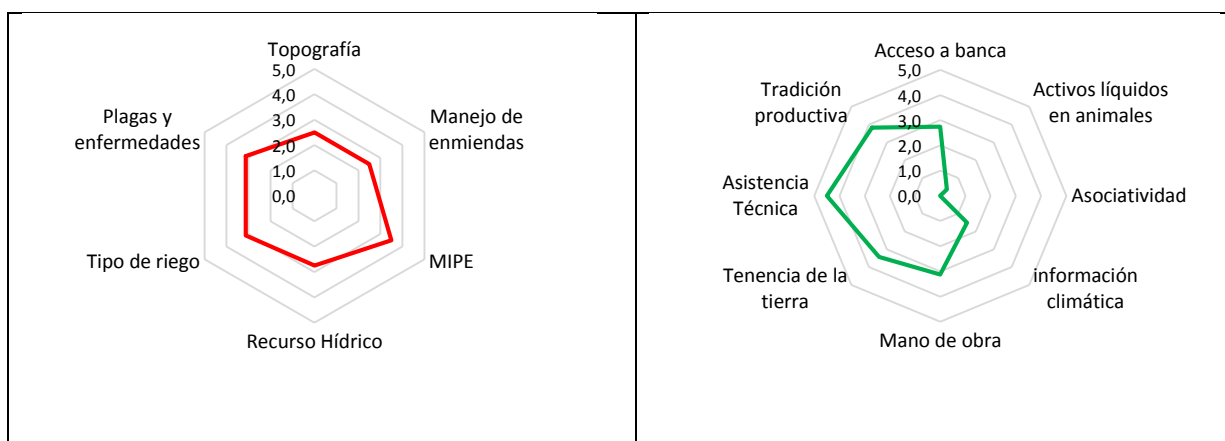 Topografía
5,0
4,0
3,0
2,0
1,0
0,0
Manejo de
enmiendas
MIPE
Recurso Hídrico
Tipo de riego
Plagas y
enfermedades
Acceso a banca
5,0
4,0
3,0
2,0
1,0
0,0
Activos líquidos
en animales
Asociatividad
información
climática
Mano de obra
Tenencia de la
tierra
Asistencia
Técnica
Tradición
productiva